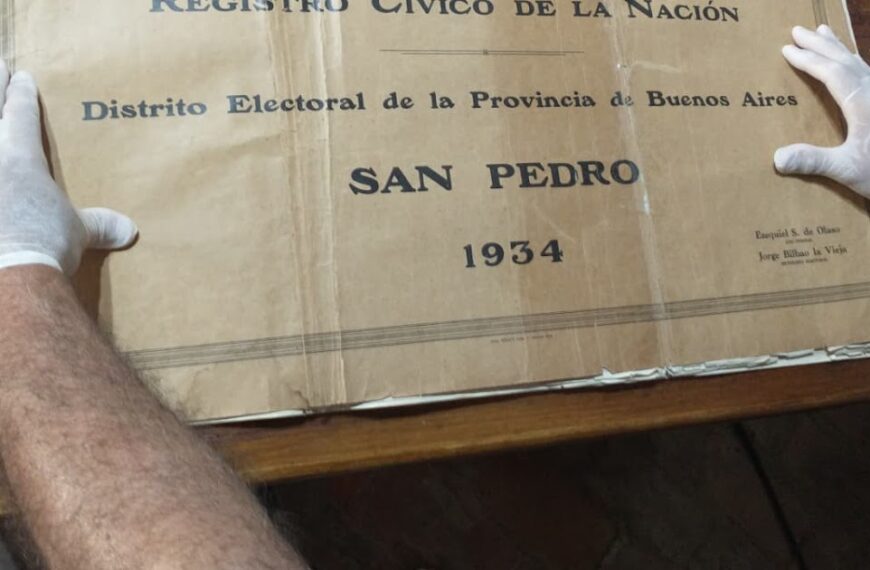 REGISTRO CÍVICO DE LA NACIÓN
Distrito Electoral de la Provincia de Buenos Aires
SAN PEDRO
1934
Ezequiel S. de Olaso
Jorge Bilbao la Vieja